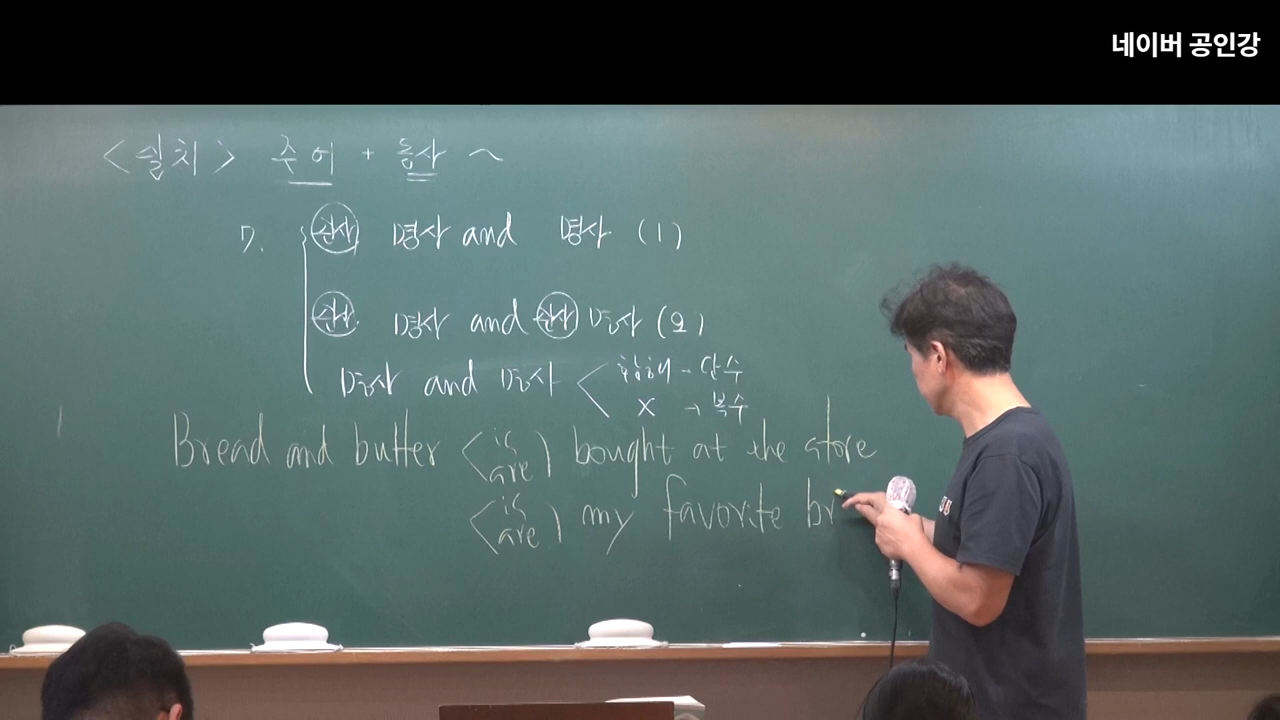 네이버 공인강
<일치> 주어 + 동사 ~
7. 관사 명사 and 명사 (1)
관사 명사 and 관사 명사 (2)
명사 and 명사 < 합해 → 단수
X → 복수
Bread and butter < is are ) bought at the store
< is are ) my favorite br